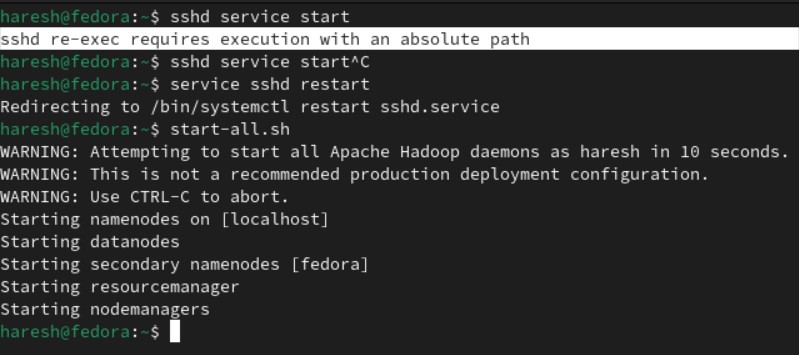 haresh@fedora:~$ sshd service start
sshd re-exec requires execution with an absolute path
haresh@fedora:~$ sshd service start^C
haresh@fedora:~$ service sshd restart
Redirecting to /bin/systemctl restart sshd.service
haresh@fedora:~$ start-all.sh
WARNING: Attempting to start all Apache Hadoop daemons as haresh in 10 seconds.
WARNING: This is not a recommended production deployment configuration.
WARNING: Use CTRL-C to abort.
Starting namenodes on [localhost]
Starting datanodes
Starting secondary namenodes [fedora]
Starting resourcemanager
Starting nodemanagers
haresh@fedora:~$